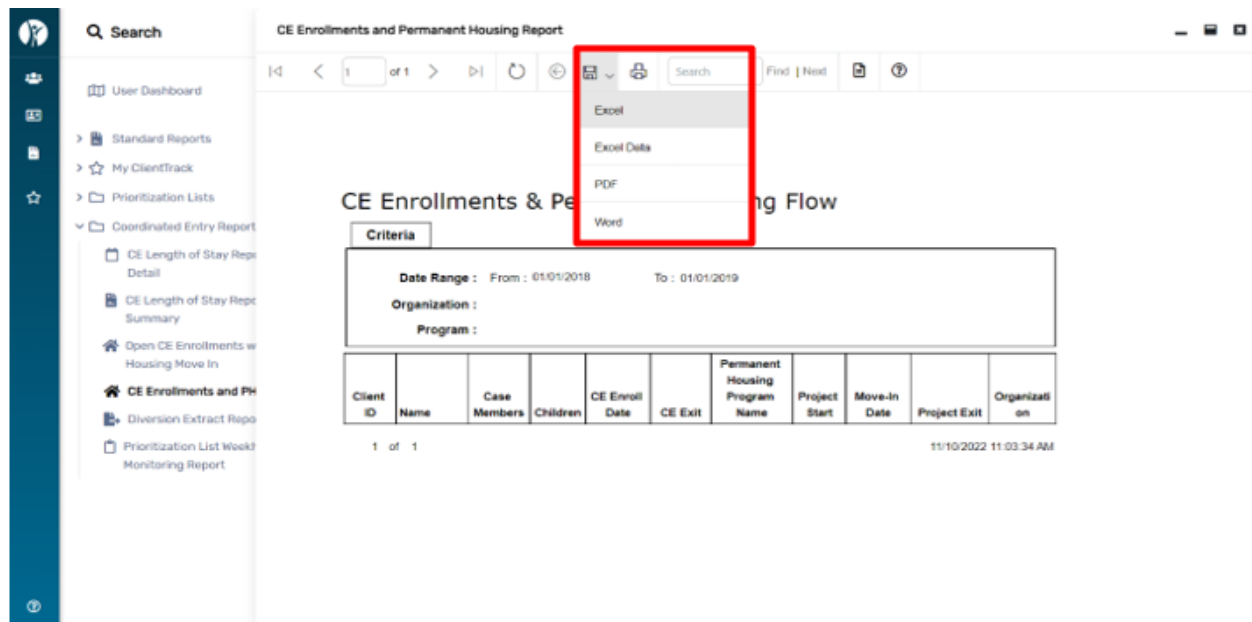 Search
CE Enrollments and Permanent Housing Report
1 of 1
Search
Find | Next
User Dashboard
Standard Reports
My ClientTrack
Prioritization Lists
Coordinated Entry Report
CE Length of Stay Repo
Detail
CE Length of Stay Repo
Summary
Open CE Enrollments w
Housing Move In
CE Enrollments and PH
Diversion Extract Repo
Prioritization List Weekl
Monitoring Report
Excel
Excel Data
PDF
Word
CE Enrollments & Pe ng Flow
Criteria
Date Range : From : 01/01/2018 To : 01/01/2019
Organization :
Program :
Client ID
Name
Case Members
Children
CE Enroll Date
CE Exit
Permanent Housing Program Name
Project Start
Move-In Date
Project Exit
Organizati on
1 of 1
11/10/2022 11:03:34 AM